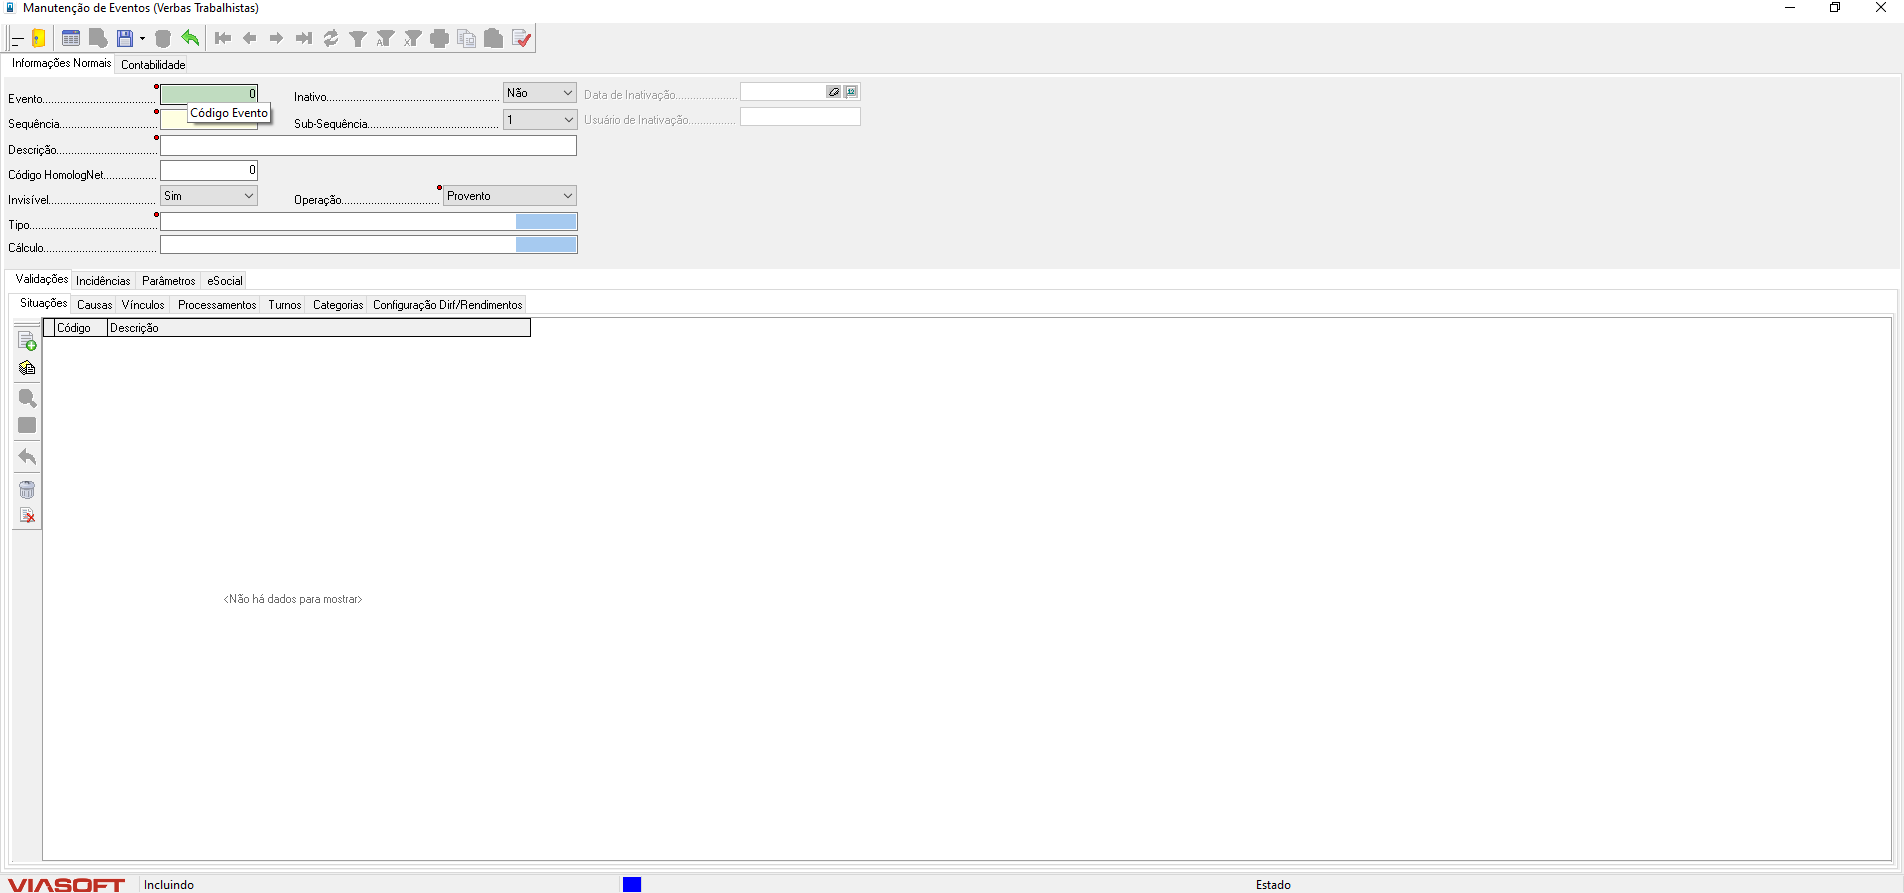 Manutenção de Eventos (Verbas Trabalhistas)
Informações Normais Contabilidade
Evento 0 Inativo Não Data de Inativação
Código Evento
Sequência Sub-Sequência 1 Usuário de Inativação
Descrição
Código HomologNet 0
Invisível Sim Operação Provento
Tipo
Cálculo
Validações Incidências Parâmetros eSocial
Situações Causas Vínculos Processamentos Turnos Categorias Configuração Dirf/Rendimentos
Código Descrição
<Não há dados para mostrar>
VIASOFT Incluindo Estado